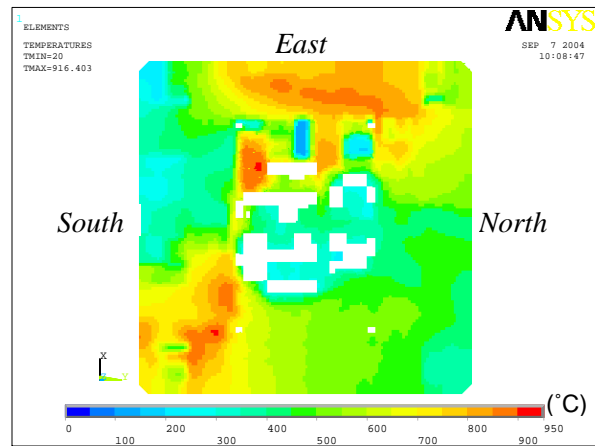 1
ELEMENTS
TEMPERATURES
TMIN=20
TMAX=916.403
ANSYS
SEP 7 2004
10:08:47
East
South
North
X
Y
(˚C)
0 200 400 600 800 950
100 300 500 700 900